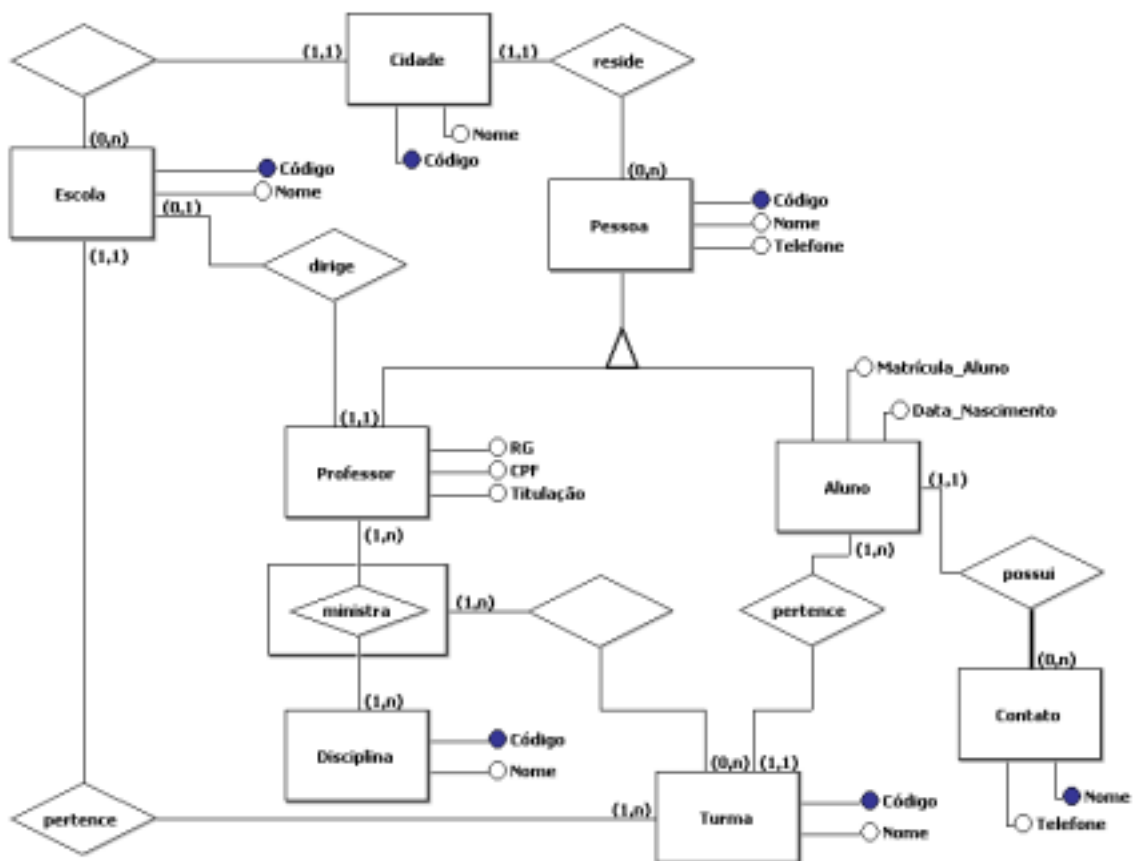 (1,1)
Cidade
(1,1)
reside
Nome
Código
(0,n)
Escola
Código
Nome
(0,1)
(1,1)
(0,n)
Pessoa
Código
Nome
Telefone
dirige
Matrícula_Aluno
Data_Nascimento
(1,1)
Professor
RG
CPF
Titulação
Aluno
(1,1)
(1,n)
(1,n)
ministra
(1,n)
pertence
possui
(0,n)
(1,n)
Disciplina
Código
Nome
Contato
Nome
Telefone
(0,n)
(1,1)
pertence
(1,n)
Turma
Código
Nome